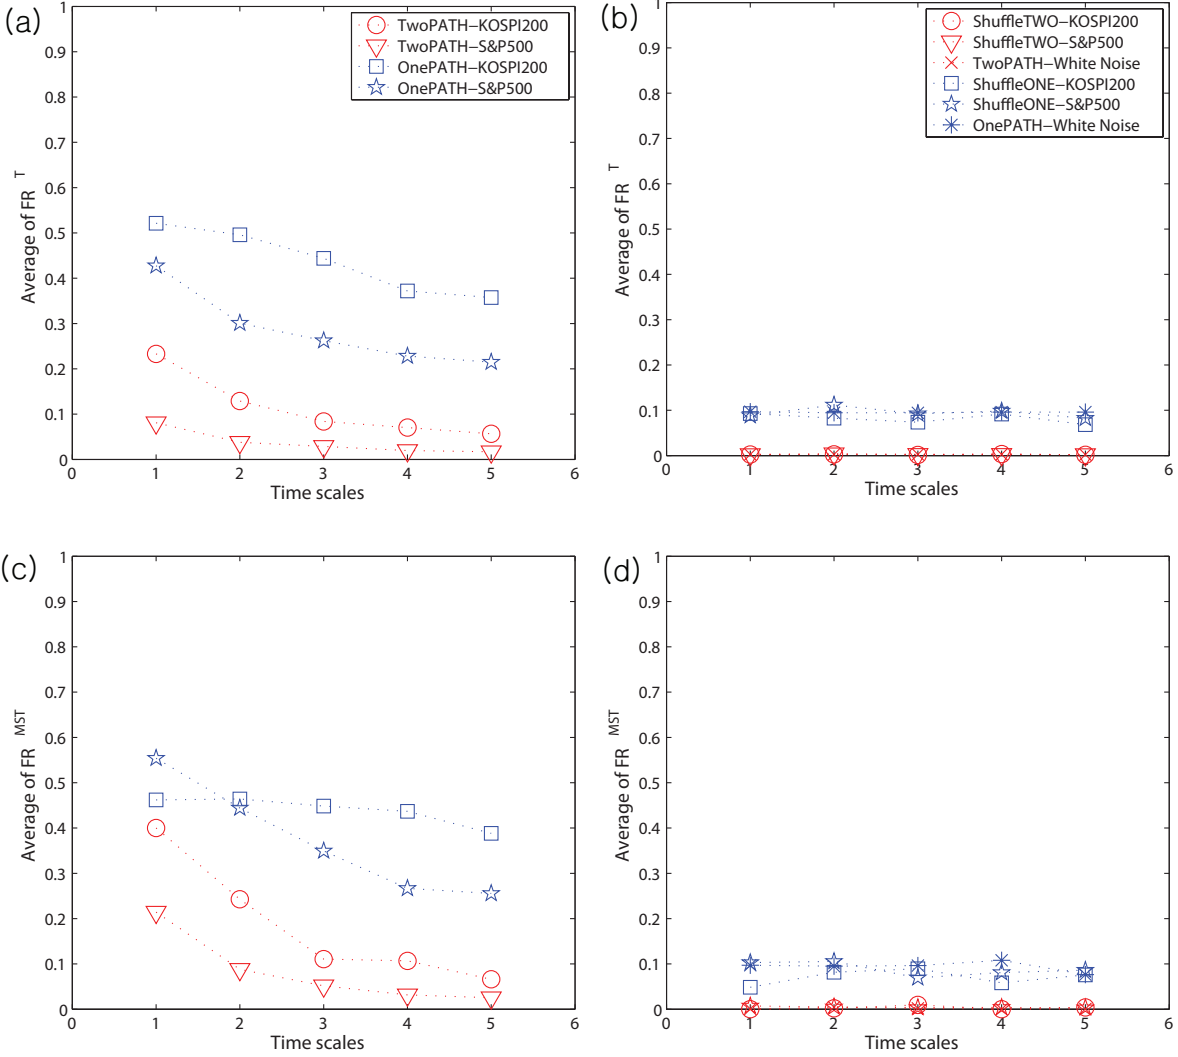 (a)
TwoPATH–KOSPI200
TwoPATH–S&P500
OnePATH–KOSPI200
OnePATH–S&P500
1
0.9
0.8
0.7
0.6
0.5
0.4
0.3
0.2
0.1
0
Average of FR T
0 1 2 3 4 5 6
Time scales
(b)
ShuffleTWO–KOSPI200
ShuffleTWO–S&P500
TwoPATH–White Noise
ShuffleONE–KOSPI200
ShuffleONE–S&P500
OnePATH–White Noise
1
0.9
0.8
0.7
0.6
0.5
0.4
0.3
0.2
0.1
0
Average of FR T
0 1 2 3 4 5 6
Time scales
(c)
1
0.9
0.8
0.7
0.6
0.5
0.4
0.3
0.2
0.1
0
Average of FR MST
0 1 2 3 4 5 6
Time scales
(d)
1
0.9
0.8
0.7
0.6
0.5
0.4
0.3
0.2
0.1
0
Average of FR MST
0 1 2 3 4 5 6
Time scales